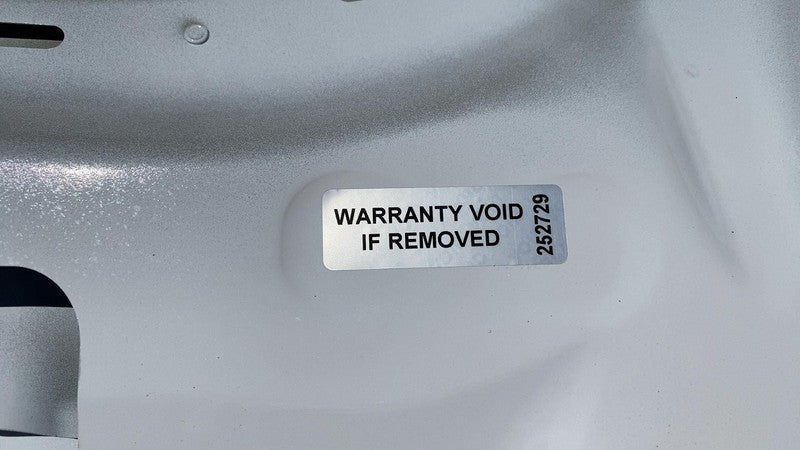 WARRANTY VOID
IF REMOVED
252729